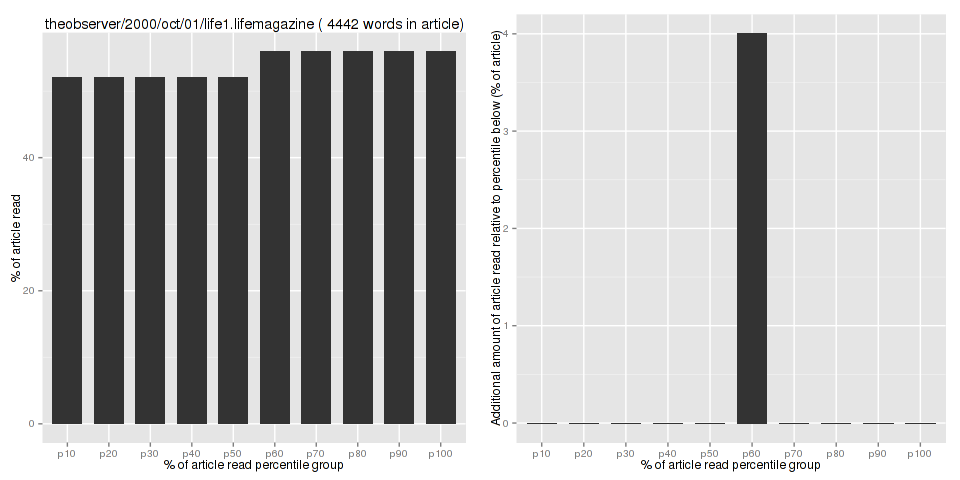 theobserver/2000/oct/01/life1.lifemagazine ( 4442 words in article)
% of article read
40
20
0
p10 p20 p30 p40 p50 p60 p70 p80 p90 p100
% of article read percentile group
Additional amount of article read relative to percentile below (% of article)
4
3
2
1
0
p10 p20 p30 p40 p50 p60 p70 p80 p90 p100
% of article read percentile group